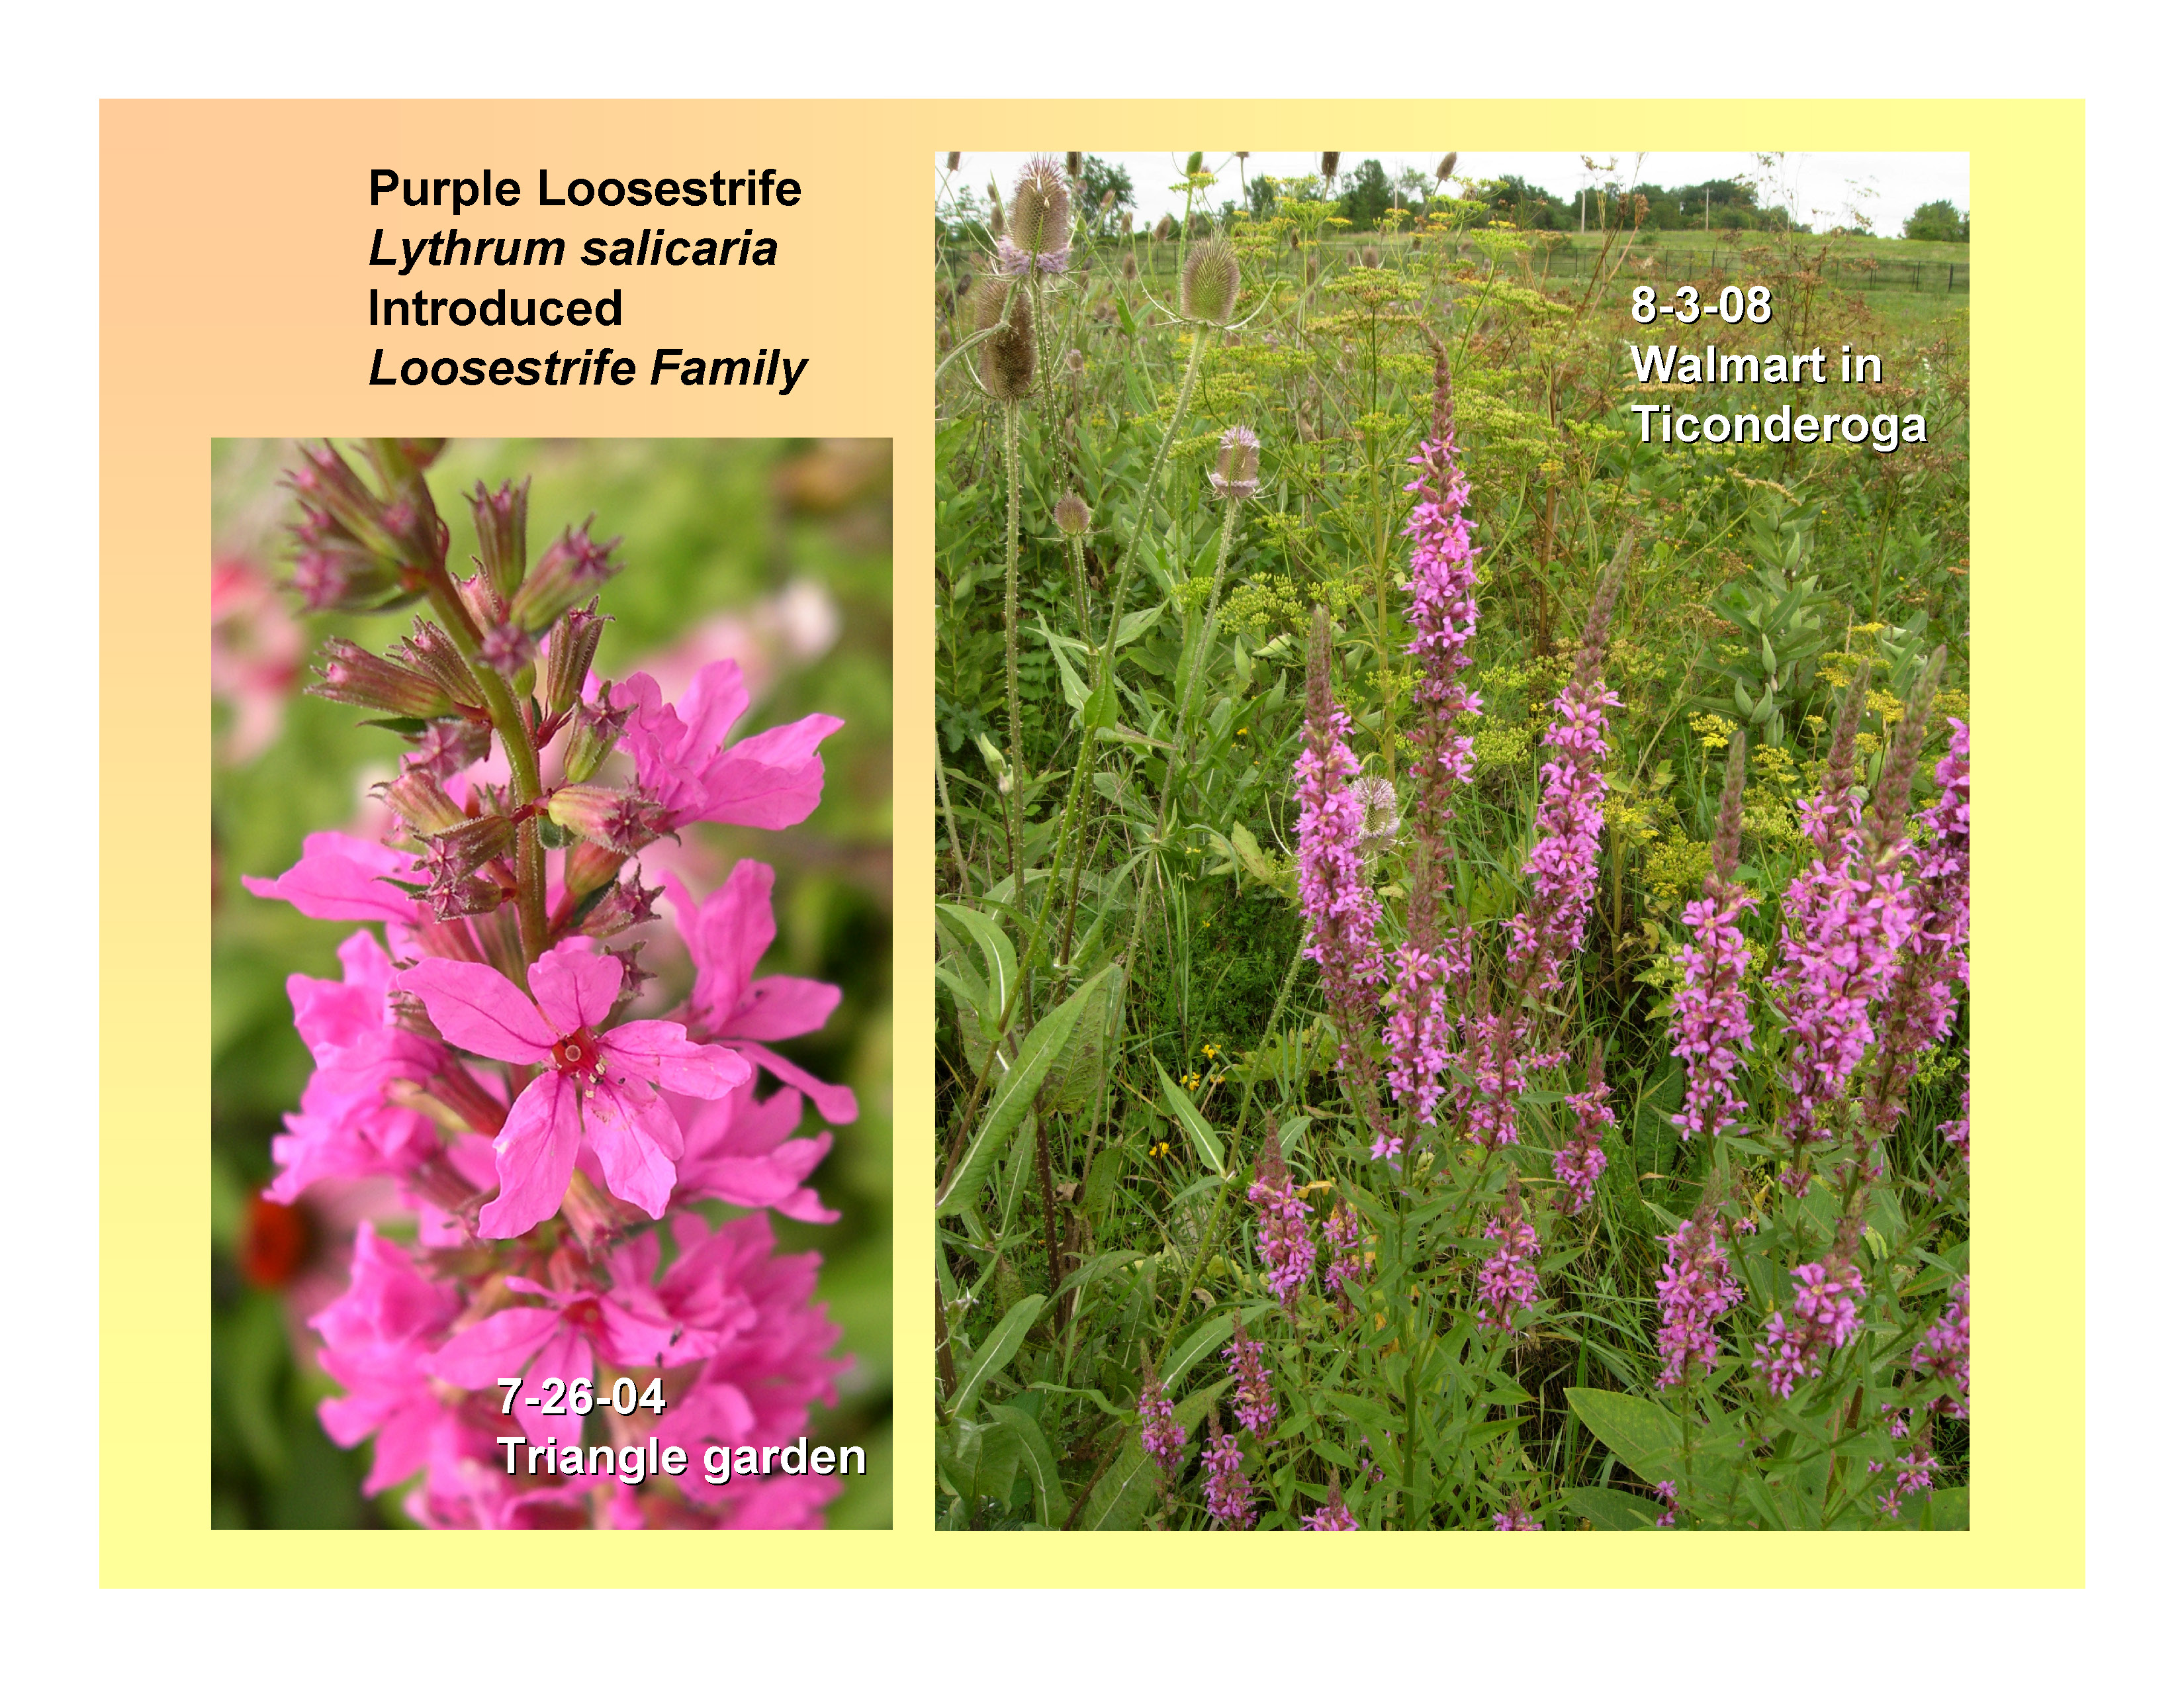 Purple Loosestrife
Lythrum salicaria
Introduced
Loosestrife Family
8-3-08
Walmart in
Ticonderoga
7-26-04
Triangle garden